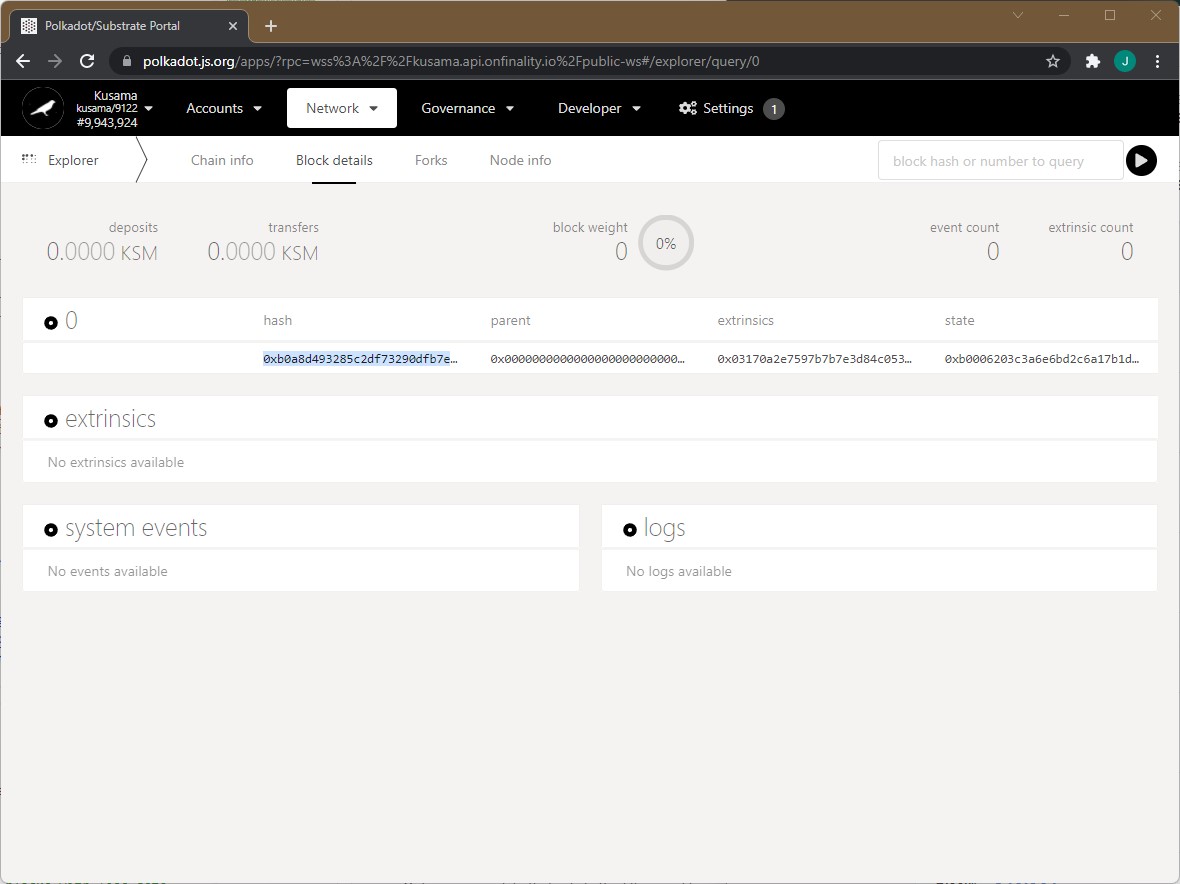 Polkadot/Substrate Portal
polkadot.js.org/apps/?rpc=wss%3A%2F%2Fkusama.api.onfinality.io%2Fpublic-ws#/explorer/query/0
J
Kusama
kusama/9122
#9,943,924
Accounts
Network
Governance
Developer
Settings
1
Explorer
Chain info
Block details
Forks
Node info
block hash or number to query
deposits
0.0000 KSM
transfers
0.0000 KSM
block weight
0
0%
event count
0
extrinsic count
0
0 hash parent extrinsics state
0xb0a8d493285c2df73290dfb7e… 0x0000000000000000000000000… 0x03170a2e7597b7b7e3d84c053… 0xb0006203c3a6e6bd2c6a17b1d…
extrinsics
No extrinsics available
system events
No events available
logs
No logs available